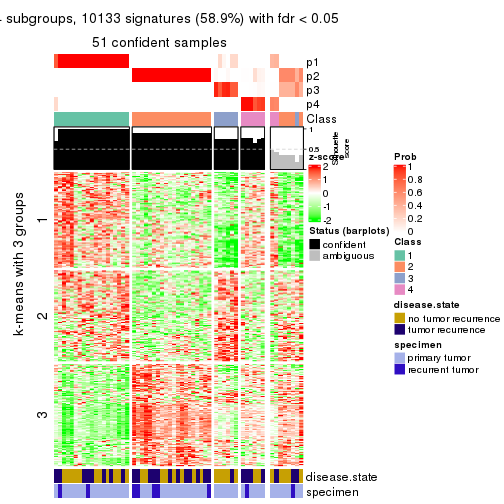 subgroups, 10133 signatures (58.9%) with fdr < 0.05
51 confident samples
p1
p2
p3
p4
Class
1
0.5
Silhouette
score
z-score
2
1
0
-1
-2
Status (barplots)
confident
ambiguous
Prob
1
0.8
0.6
0.4
0.2
0
Class
1
2
3
4
disease.state
no tumor recurrence
tumor recurrence
specimen
primary tumor
recurrent tumor
k-means with 3 groups
1
2
3
disease.state
specimen